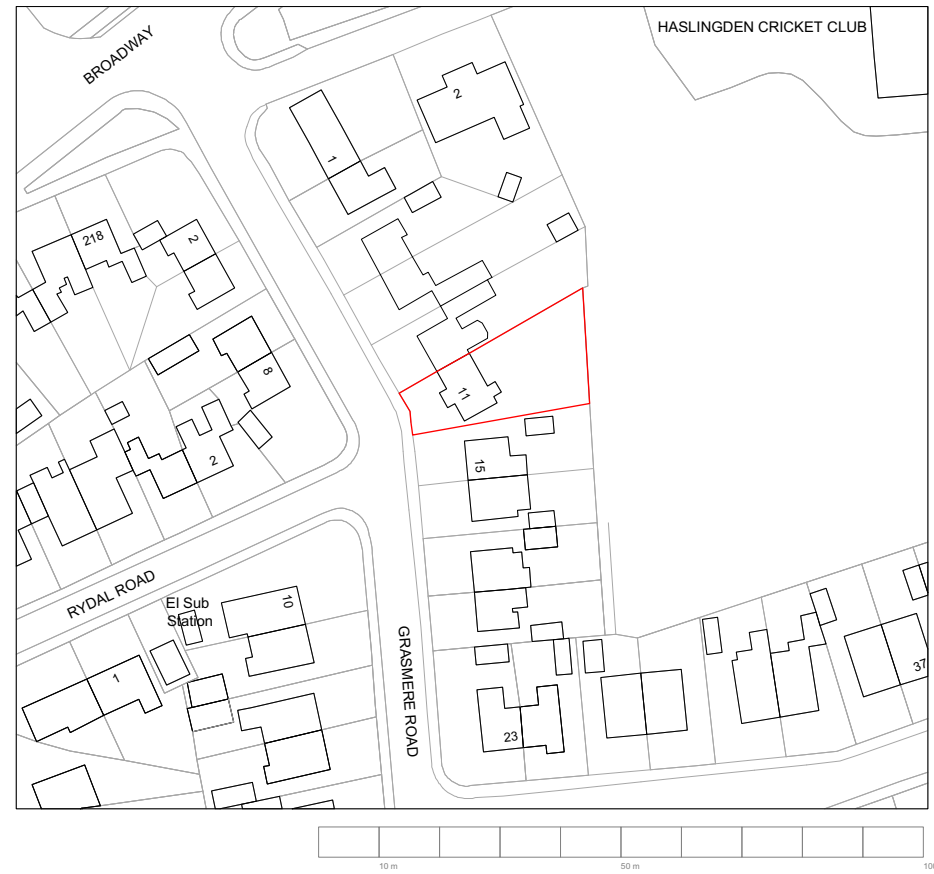 HASLINGDEN CRICKET CLUB
BROADWAY
2
1
218
2
8
11
2
15
RYDAL ROAD
El Sub
Station
10
GRASMERE ROAD
1
37
23
10 m
50 m